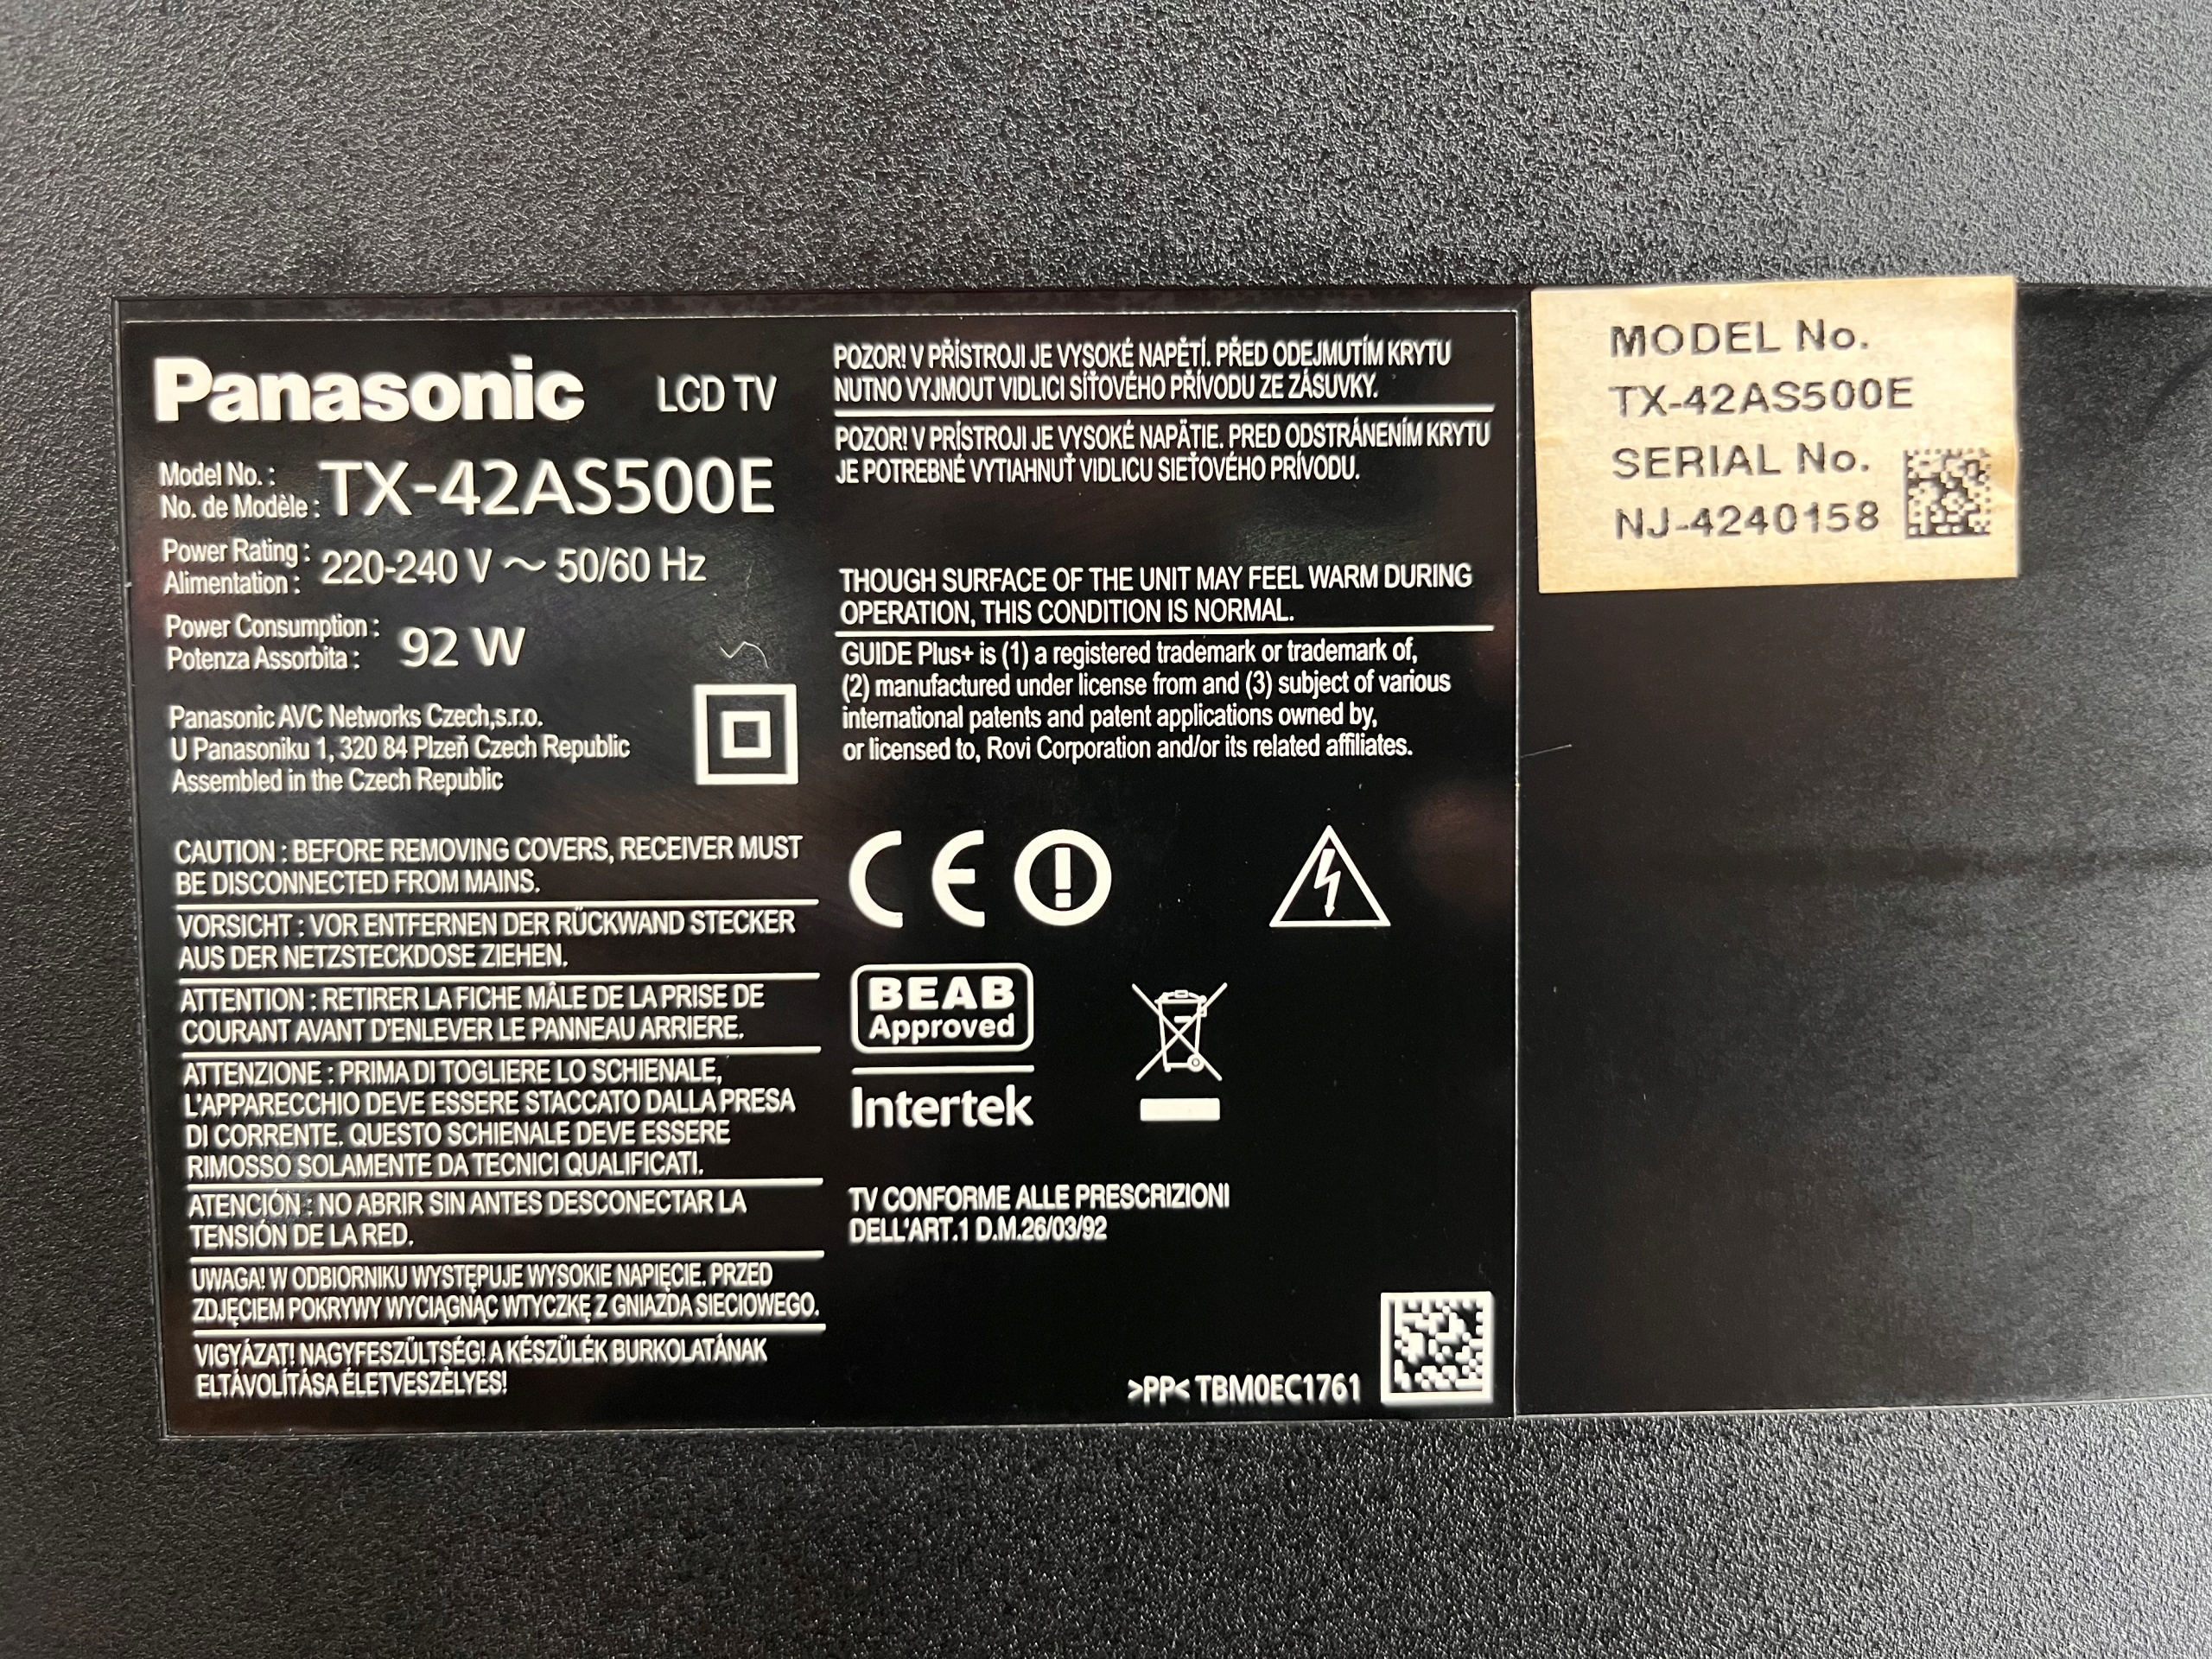 Panasonic LCD TV
Model No. :
No. de Modèle : TX-42AS500E
Power Rating :
Alimentation : 220-240 V ~ 50/60 Hz
Power Consumption :
Potenza Assorbita : 92 W
Panasonic AVC Networks Czech,s.r.o.
U Panasoniku 1, 320 84 Plzeň Czech Republic
Assembled in the Czech Republic
CAUTION : BEFORE REMOVING COVERS, RECEIVER MUST
BE DISCONNECTED FROM MAINS.
VORSICHT : VOR ENTFERNEN DER RÜCKWAND STECKER
AUS DER NETZSTECKDOSE ZIEHEN.
ATTENTION : RETIRER LA FICHE MÂLE DE LA PRISE DE
COURANT AVANT D'ENLEVER LE PANNEAU ARRIERE.
ATTENZIONE : PRIMA DI TOGLIERE LO SCHIENALE,
L'APPARECCHIO DEVE ESSERE STACCATO DALLA PRESA
DI CORRENTE. QUESTO SCHIENALE DEVE ESSERE
RIMOSSO SOLAMENTE DA TECNICI QUALIFICATI.
ATENCIÓN : NO ABRIR SIN ANTES DESCONECTAR LA
TENSIÓN DE LA RED.
UWAGA! W ODBIORNIKU WYSTĘPUJE WYSOKIE NAPIĘCIE. PRZED
ZDJĘCIEM POKRYWY WYCIĄGNĄC WTYCZKĘ Z GNIAZDA SIECIOWEGO.
VIGYÁZAT! NAGYFESZÜLTSÉG! A KÉSZÜLÉK BURKOLATÁNAK
ELTÁVOLÍTÁSA ÉLETVESZÈLYES!
POZOR! V PŘÍSTROJI JE VYSOKÉ NAPĚTÍ. PŘED ODEJMUTÍM KRYTU
NUTNO VYJMOUT VIDLICI SÍŤOVÉHO PŘÍVODU ZE ZÁSUVKY.
POZOR! V PRÍSTROJI JE VYSOKÉ NAPÄTIE. PRED ODSTRÁNENÍM KRYTU
JE POTREBNÉ VYTIAHNUŤ VIDLICU SIEŤOVÉHO PRÍVODU.
THOUGH SURFACE OF THE UNIT MAY FEEL WARM DURING
OPERATION, THIS CONDITION IS NORMAL.
GUIDE Plus+ is (1) a registered trademark or trademark of,
(2) manufactured under license from and (3) subject of various
international patents and patent applications owned by,
or licensed to, Rovi Corporation and/or its related affiliates.
CE
BEAB
Approved
Intertek
TV CONFORME ALLE PRESCRIZIONI
DELL'ART.1 D.M.26/03/92
>PP< TBM0EC1761
MODEL No.
TX-42AS500E
SERIAL No.
NJ-4240158